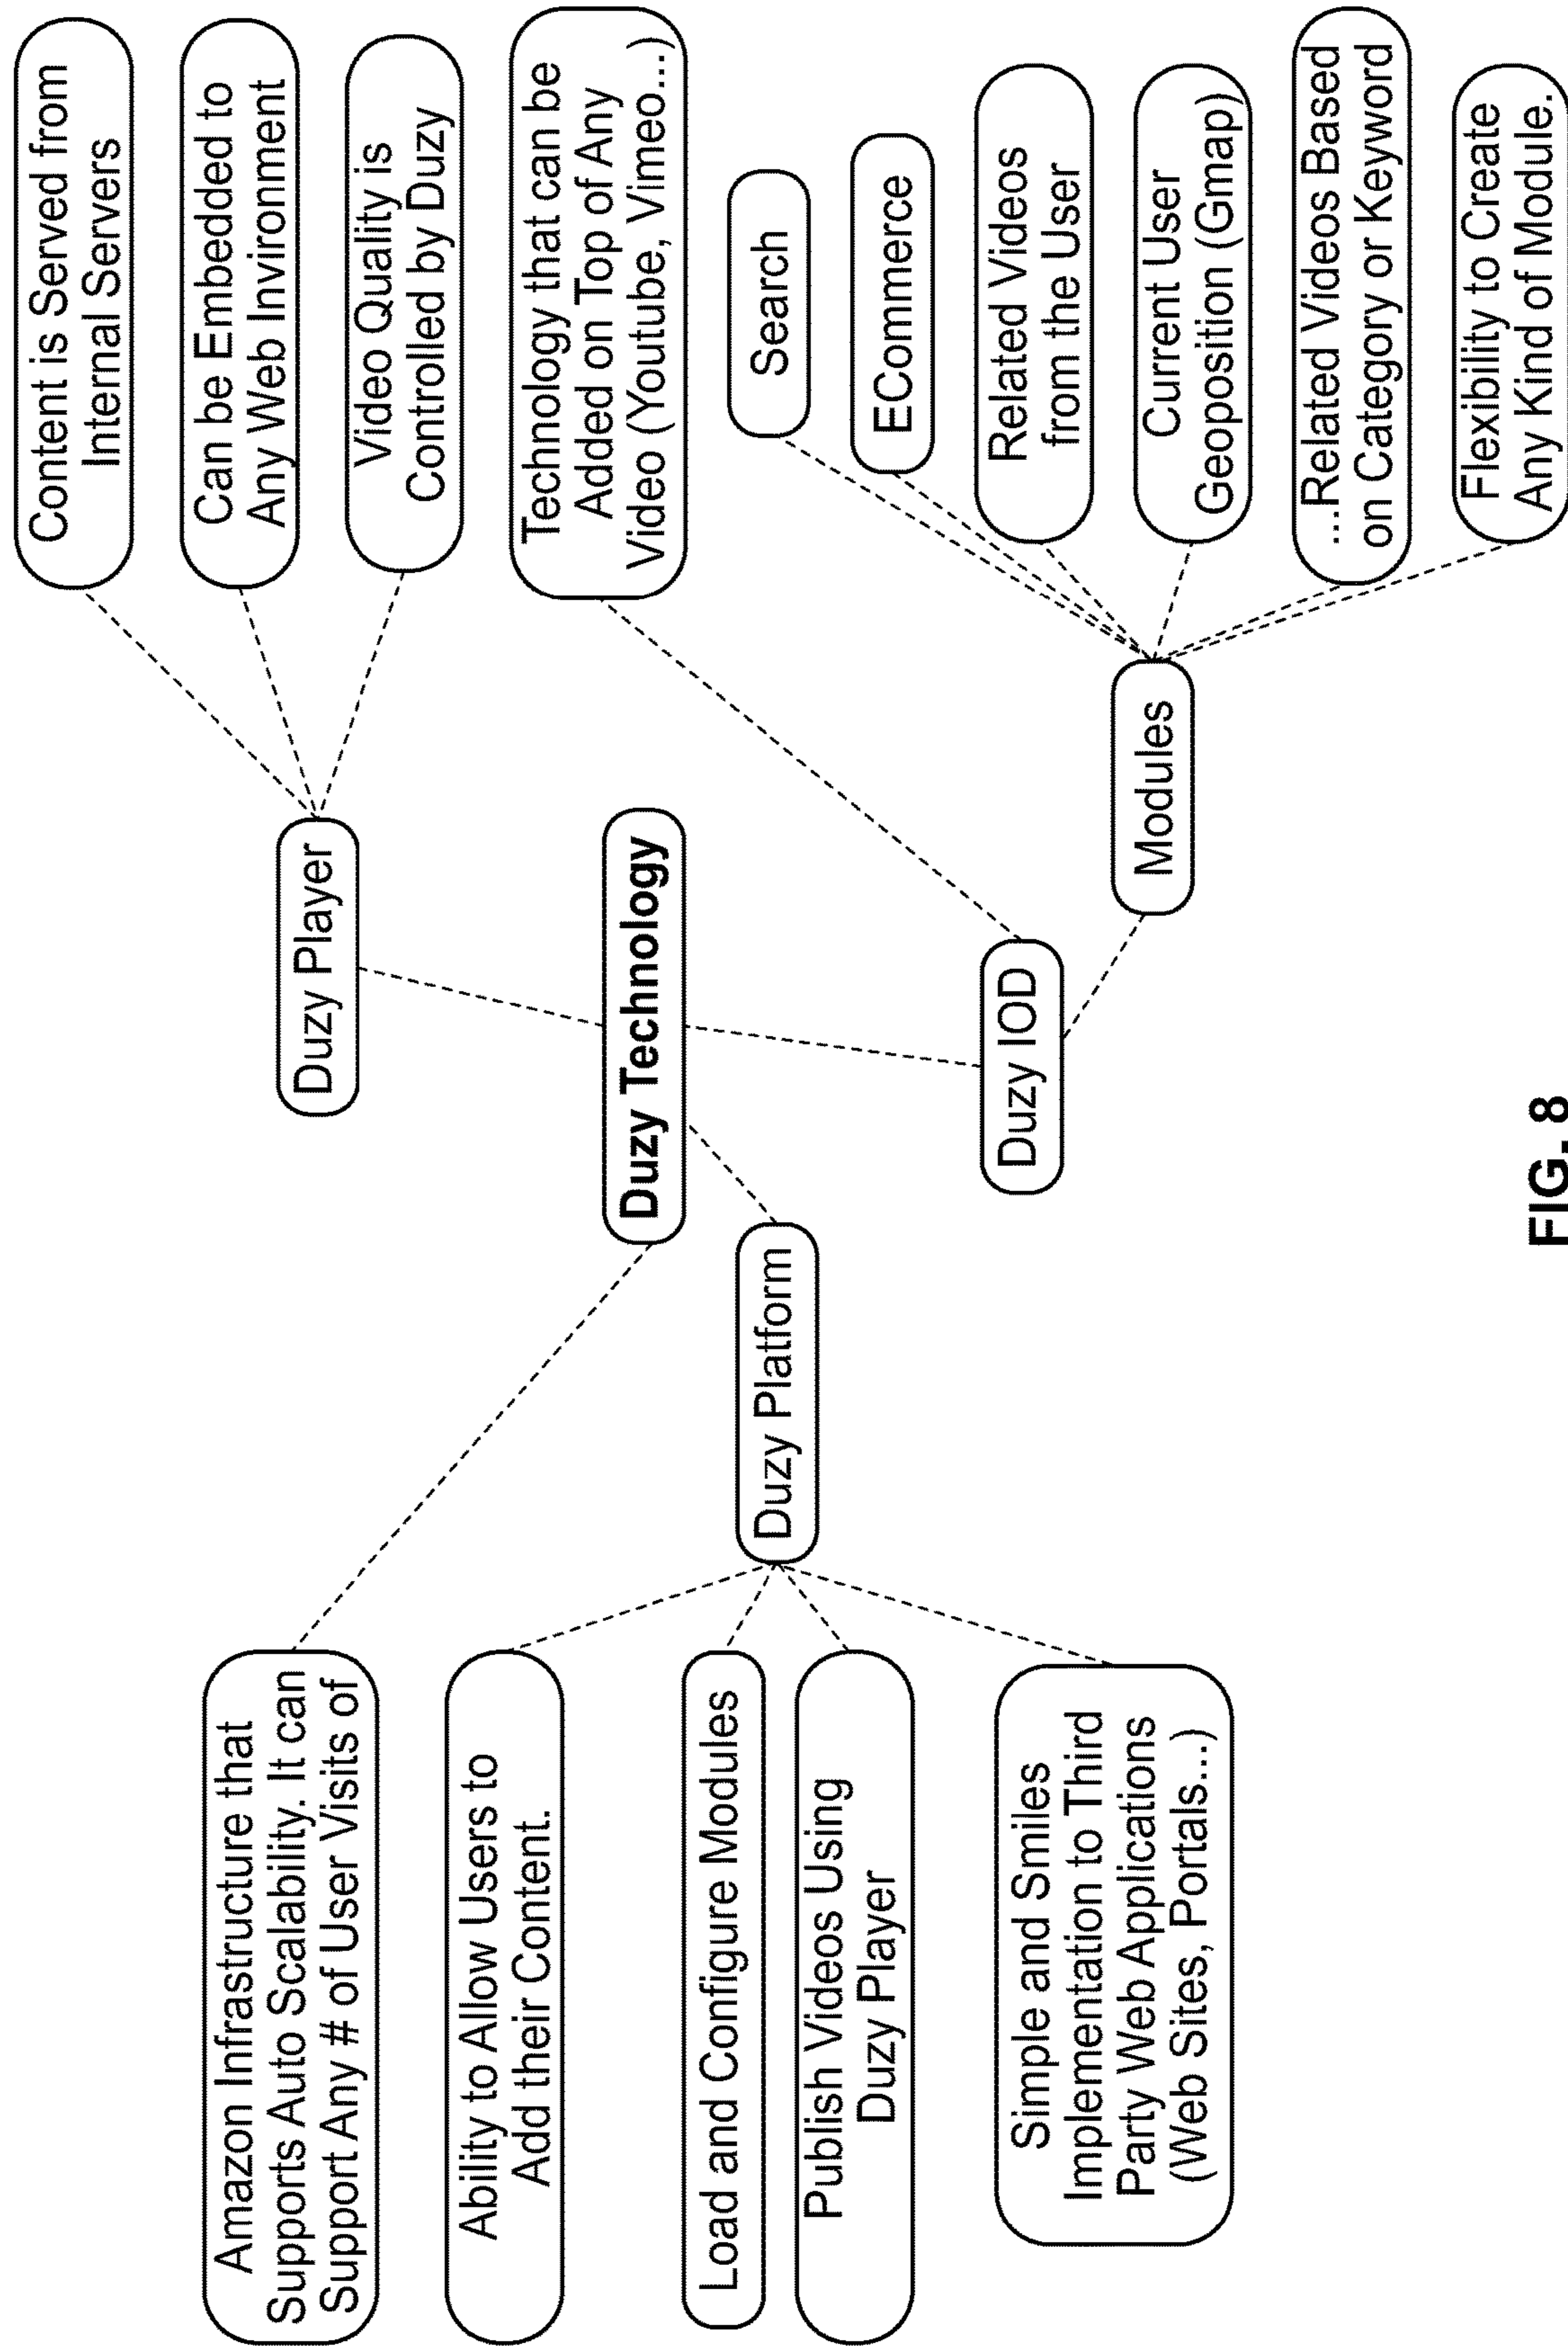 Amazon Infrastructure that
Supports Auto Scalability. It can
Support Any # of User Visits of
Ability to Allow Users to
Add their Content.
Load and Configure Modules
Publish Videos Using
Duzy Player
Simple and Smiles
Implementation to Third
Party Web Applications
(Web Sites, Portals...)
Duzy Platform
Duzy Technology
Duzy Player
Duzy IOD
Modules
Content is Served from
Internal Servers
Can be Embedded to
Any Web Invironment
Video Quality is
Controlled by Duzy
Technology that can be
Added on Top of Any
Video (Youtube, Vimeo...)
Search
ECommerce
Related Videos
from the User
Current User
Geoposition (Gmap)
...Related Videos Based
on Category or Keyword
Flexibility to Create
Any Kind of Module.
FIG. 8